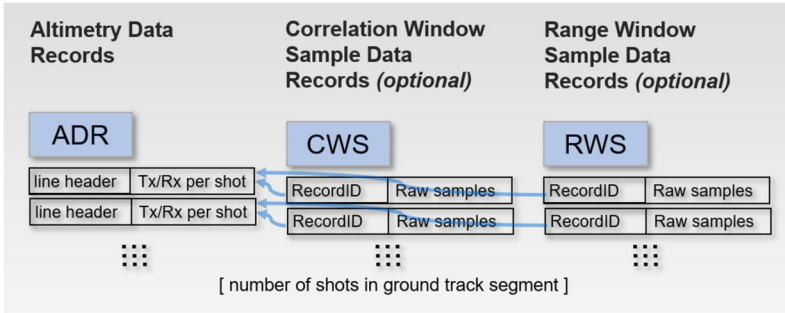 Altimetry Data
Records
Correlation Window
Sample Data
Records (optional)
Range Window
Sample Data
Records (optional)
ADR
CWS
RWS
line header Tx/Rx per shot
line header Tx/Rx per shot
RecordID Raw samples
RecordID Raw samples
RecordID Raw samples
RecordID Raw samples
[ number of shots in ground track segment ]